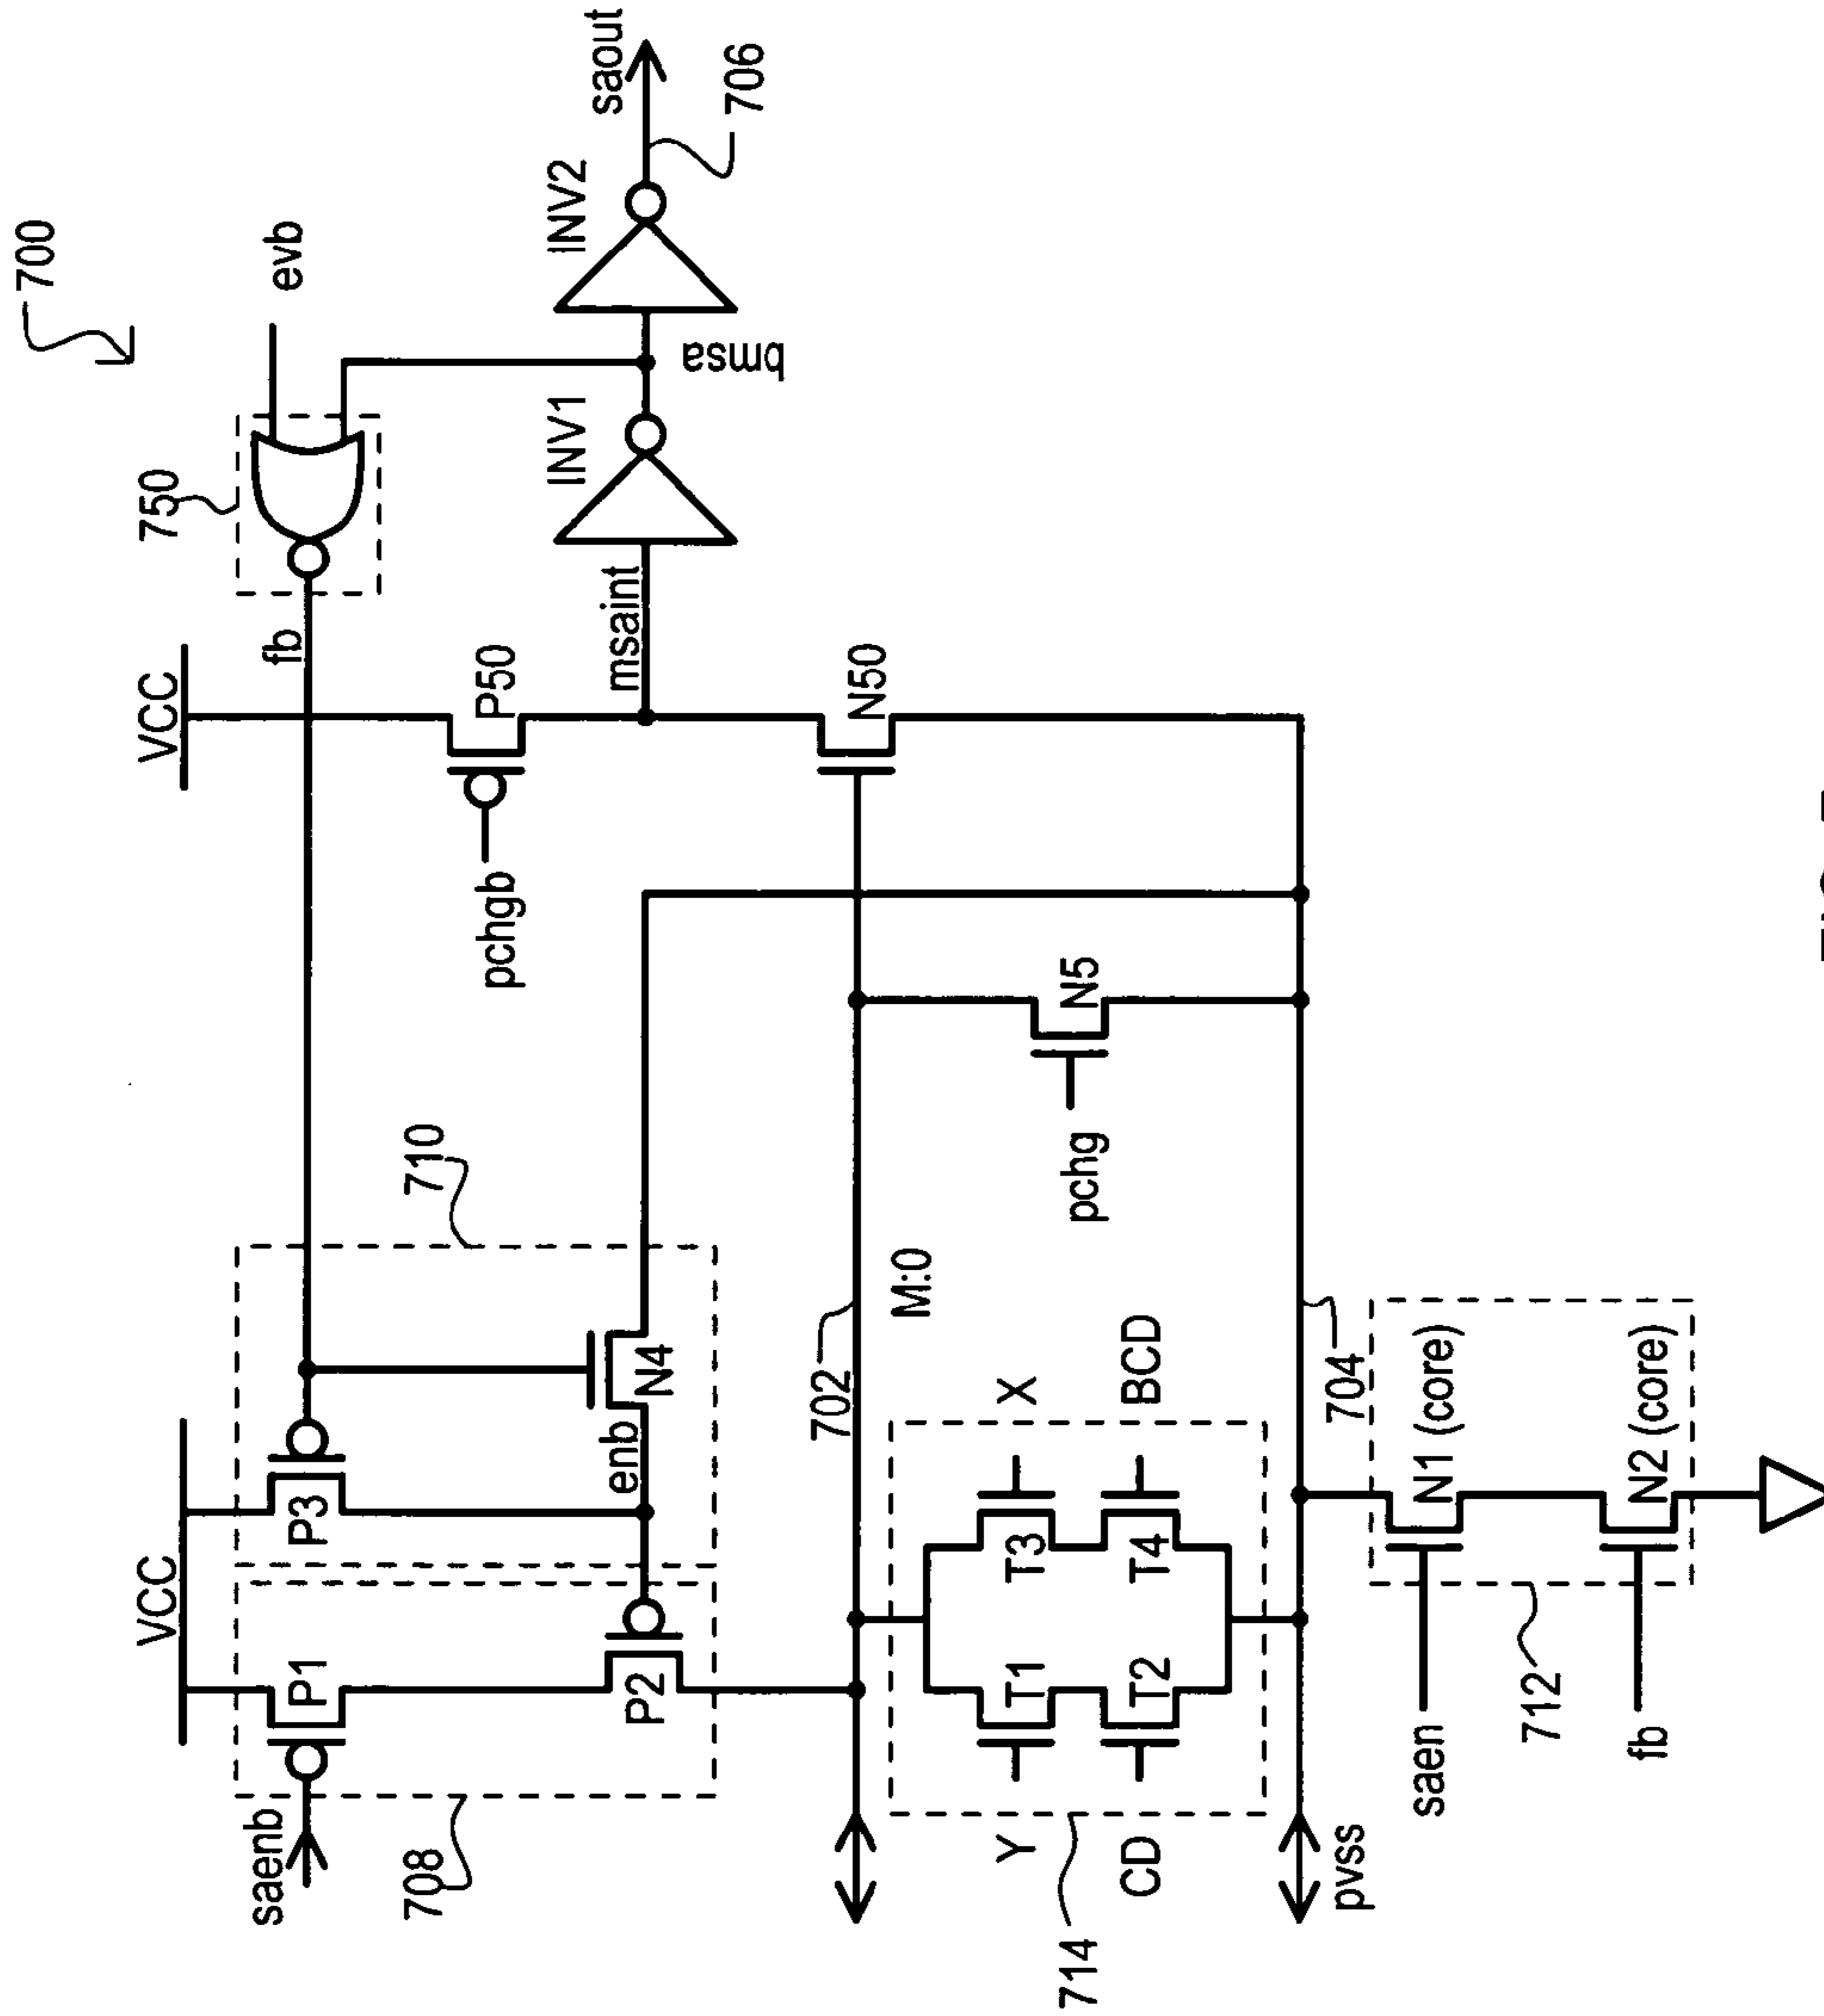 700
evb
750
fb
VCC
pchgb
P50
msaint
INV1
bmsa
INV2
saout
706
N50
VCC
saenb
P1
P3
708
710
P2
enb
N4
702
M:0
pchg
N5
714
Y
T1
T3
X
CD
T2
T4
BCD
pvss
704
saen
N1 (core)
712
fb
N2 (core)